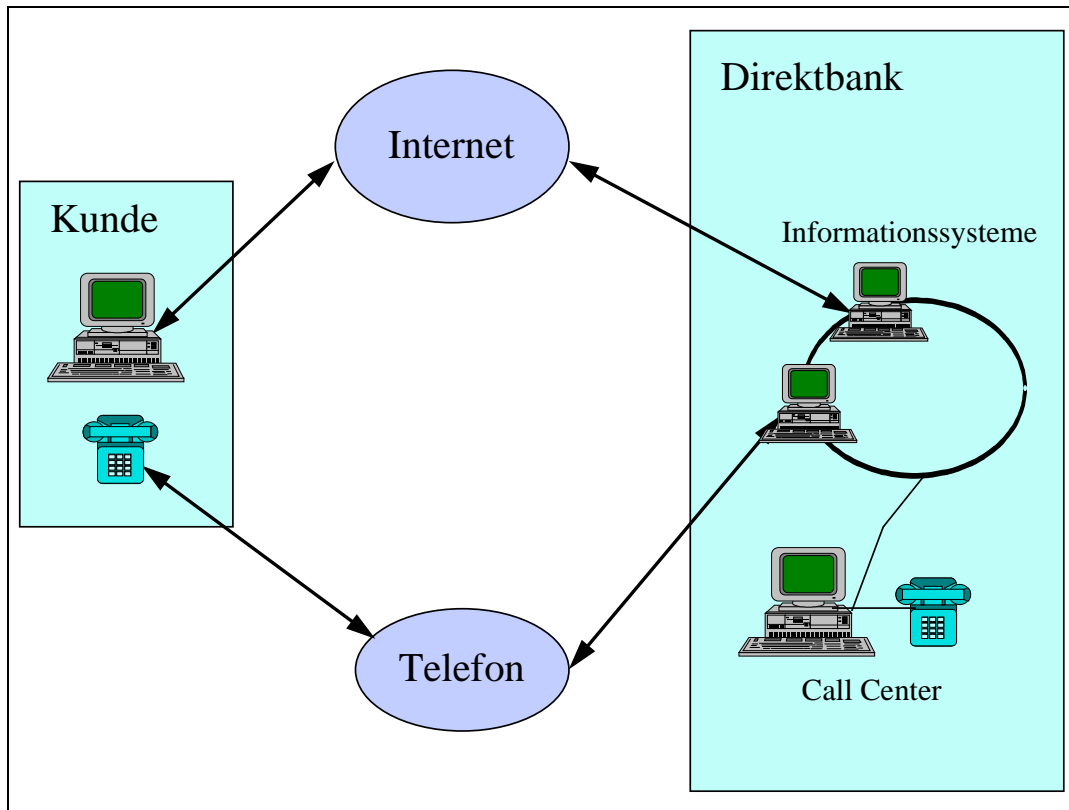 Internet
Direktbank
Kunde
Informationssysteme
Telefon
Call Center